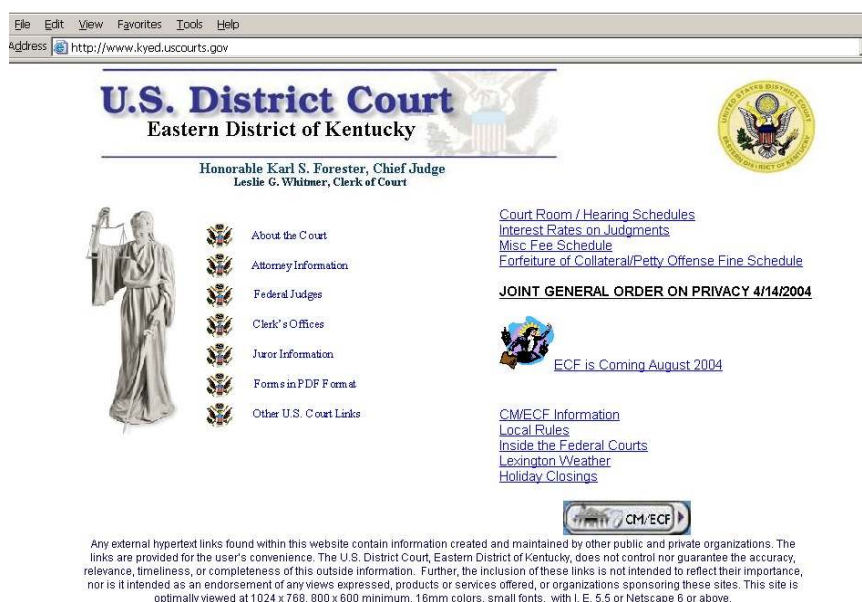 File Edit View Favorites Tools Help
Address http://www.kyed.uscourts.gov
U.S. District Court
Eastern District of Kentucky
Honorable Karl S. Forester, Chief Judge
Leslie G. Whitmer, Clerk of Court
About the Court
Attorney Information
Federal Judges
Clerk's Offices
Juror Information
Forms in PDF Format
Other U.S. Court Links
UNITED STATES DISTRICT COURT
EASTERN DISTRICT OF KENTUCKY
Court Room / Hearing Schedules
Interest Rates on Judgments
Misc Fee Schedule
Forfeiture of Collateral/Petty Offense Fine Schedule
JOINT GENERAL ORDER ON PRIVACY 4/14/2004
ECF is Coming August 2004
CM/ECF Information
Local Rules
Inside the Federal Courts
Lexington Weather
Holiday Closings
CM/ECF
Any external hypertext links found within this website contain information created and maintained by other public and private organizations. The
links are provided for the user's convenience. The U.S. District Court, Eastern District of Kentucky, does not control nor guarantee the accuracy,
relevance, timeliness, or completeness of this outside information. Further, the inclusion of these links is not intended to reflect their importance,
nor is it intended as an endorsement of any views expressed, products or services offered, or organizations sponsoring these sites. This site is
optimally viewed at 1024 x 768, 800 x 600 minimum, 16mm colors, small fonts, with I. E. 5.5 or Netscape 6 or above.